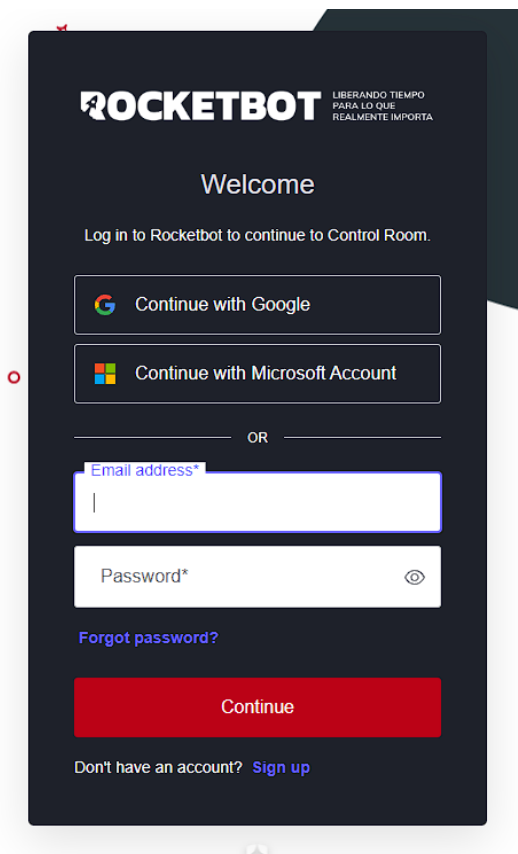 ROCKETBOT
LIBERANDO TIEMPO
PARA LO QUE
REALMENTE IMPORTA
Welcome
Log in to Rocketbot to continue to Control Room.
Continue with Google
Continue with Microsoft Account
OR
Email address*
Password*
Forgot password?
Continue
Don't have an account? Sign up